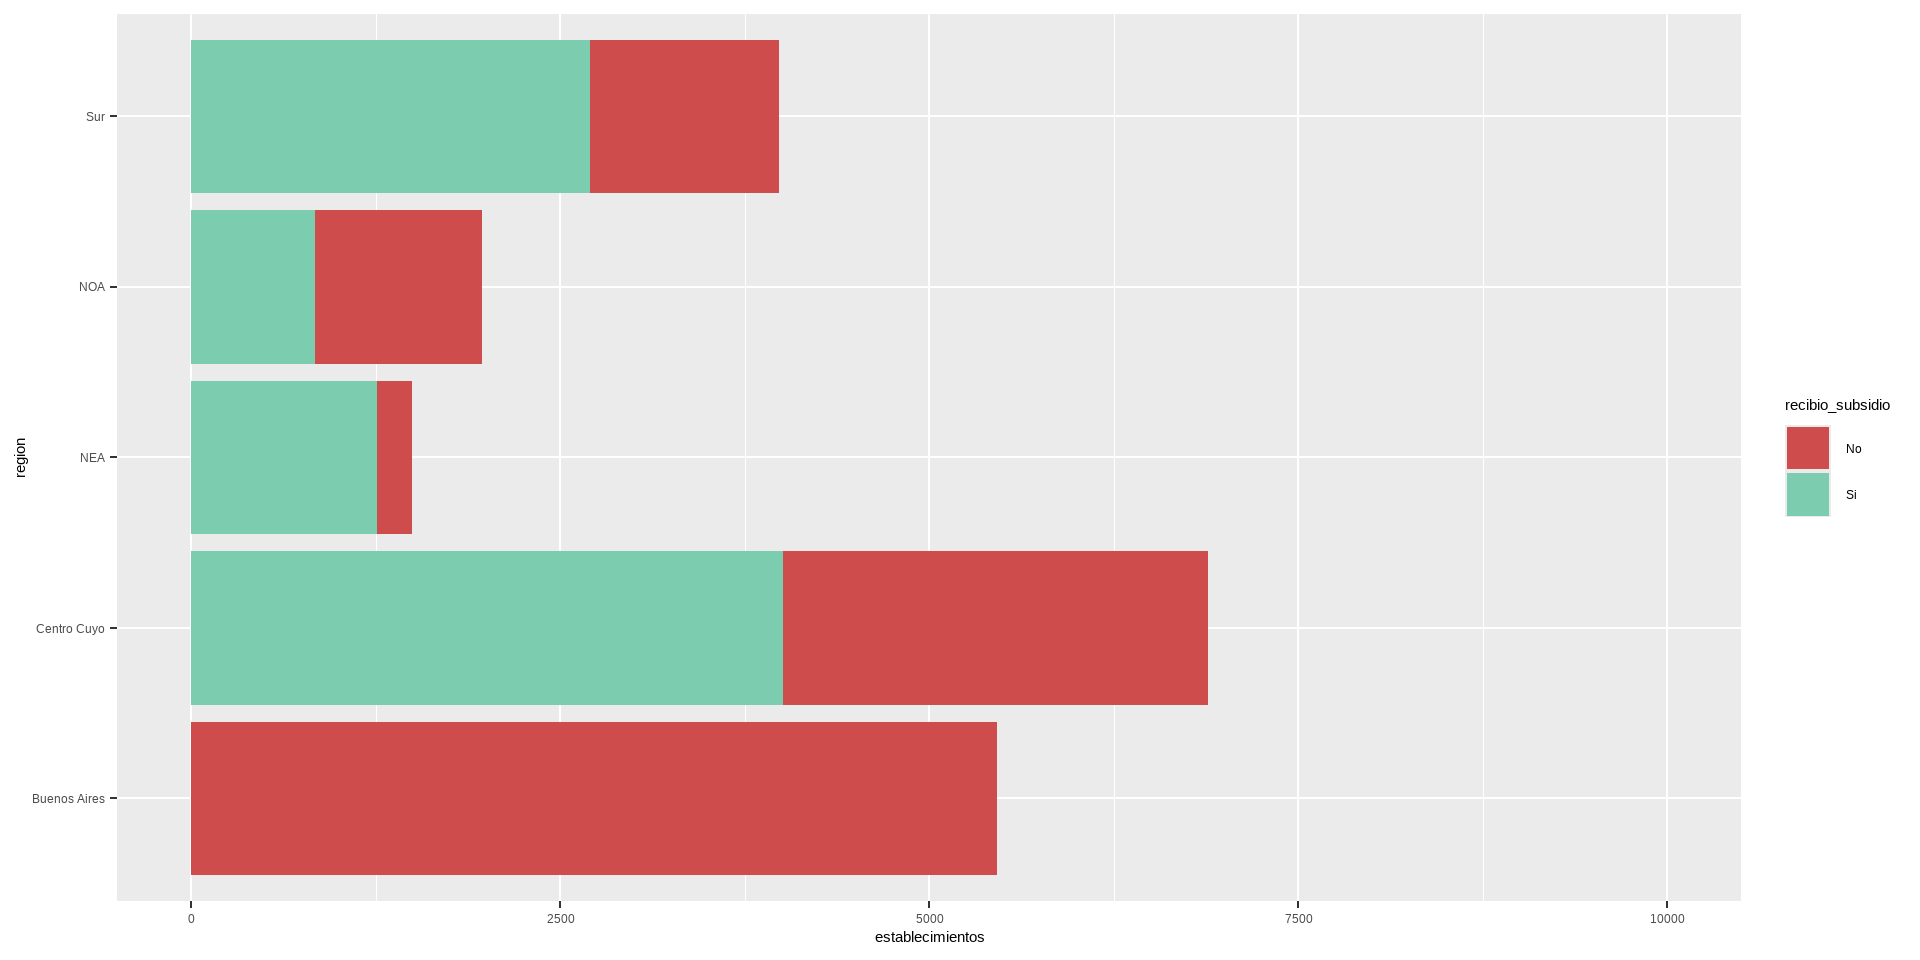 Sur
NOA
NEA
Centro Cuyo
Buenos Aires
region
0
2500
5000
7500
10000
establecimientos
recibio_subsidio
No
Si